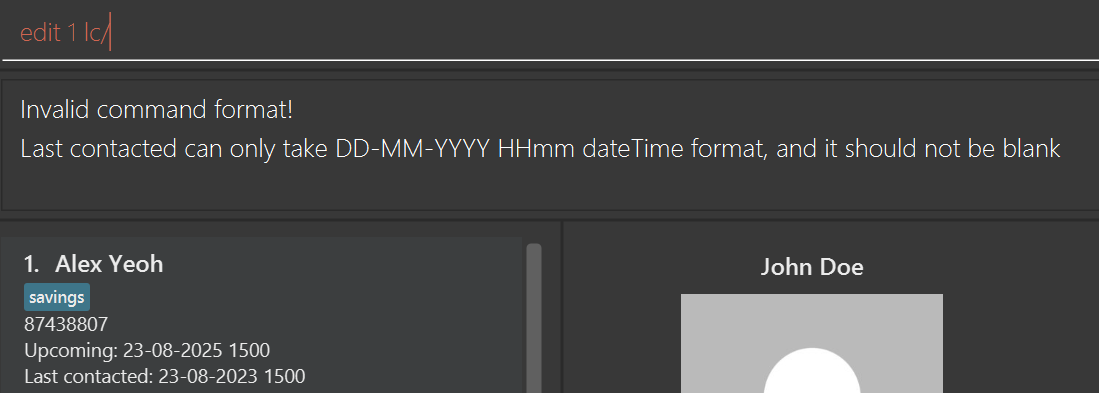 edit 1 lc/
Invalid command format!
Last contacted can only take DD-MM-YYYY HHmm dateTime format, and it should not be blank
1. Alex Yeoh
savings
87438807
Upcoming: 23-08-2025 1500
Last contacted: 23-08-2023 1500
John Doe